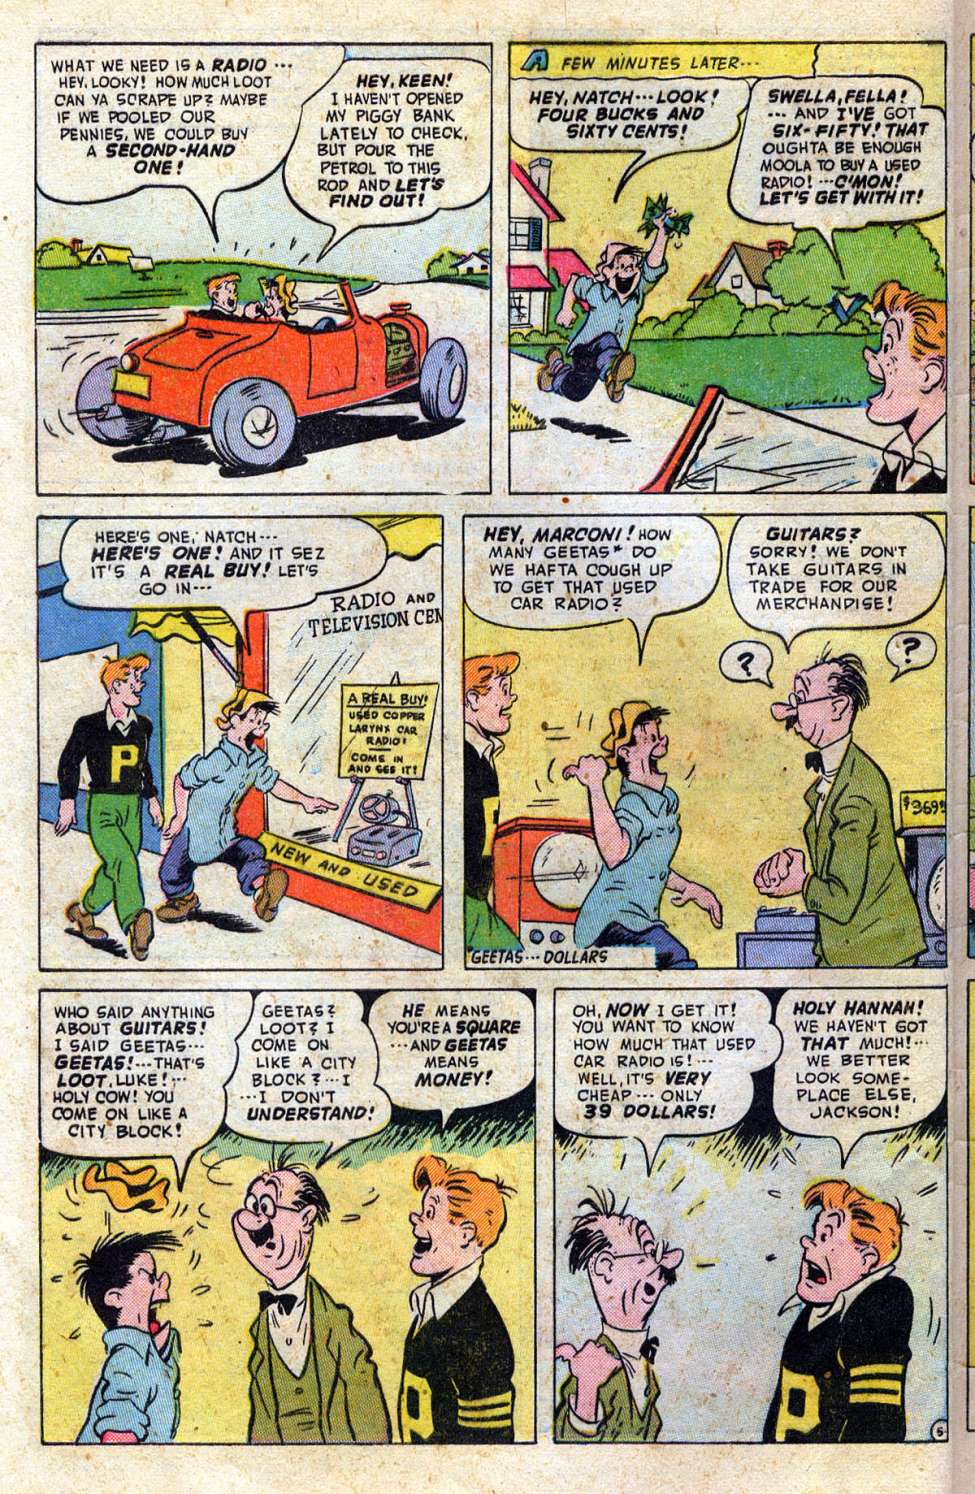 WHAT WE NEED IS A RADIO ...
HEY, LOOKY! HOW MUCH LOOT
CAN YA SCRAPE UP? MAYBE
IF WE POOLED OUR
PENNIES, WE COULD BUY
A SECOND-HAND
ONE!
HEY, KEEN!
I HAVEN'T OPENED
MY PIGGY BANK
LATELY TO CHECK,
BUT POUR THE
PETROL TO THIS
ROD AND LET'S
FIND OUT!
A FEW MINUTES LATER---
HEY, NATCH---LOOK!
FOUR BUCKS AND
SIXTY CENTS!
SWELLA, FELLA!
--- AND I'VE GOT
SIX-FIFTY! THAT
OUGHTA BE ENOUGH
MOOLA TO BUY A USED
RADIO! ---C'MON!
LET'S GET WITH IT!
HERE'S ONE, NATCH---
HERE'S ONE! AND IT SEZ
IT'S A REAL BUY! LET'S
GO IN---
RADIO AND
TELEVISION CEN
A REAL BUY!
USED COPPER
LARYNX CAR
RADIO!
COME IN
AND SEE IT!
NEW AND USED
HEY, MARCONI! HOW
MANY GEETAS* DO
WE HAFTA COUGH UP
TO GET THAT USED
CAR RADIO?
GUITARS?
SORRY! WE DON'T
TAKE GUITARS IN
TRADE FOR OUR
MERCHANDISE!
?
?
$369
*GEETAS--- DOLLARS
WHO SAID ANYTHING
ABOUT GUITARS!
I SAID GEETAS---
GEETAS!---THAT'S
LOOT, LUKE!---
HOLY COW! YOU
COME ON LIKE A
CITY BLOCK!
GEETAS?
LOOT? I
COME ON
LIKE A CITY
BLOCK?---I
---I DON'T
UNDERSTAND!
HE MEANS
YOU'RE A SQUARE
---AND GEETAS
MEANS
MONEY!
OH, NOW I GET IT!
YOU WANT TO KNOW
HOW MUCH THAT USED
CAR RADIO IS!---
WELL, IT'S VERY
CHEAP--- ONLY
39 DOLLARS!
HOLY HANNAH!
WE HAVEN'T GOT
THAT MUCH!---
WE BETTER
LOOK SOME-
PLACE ELSE,
JACKSON!
P
P
P
5